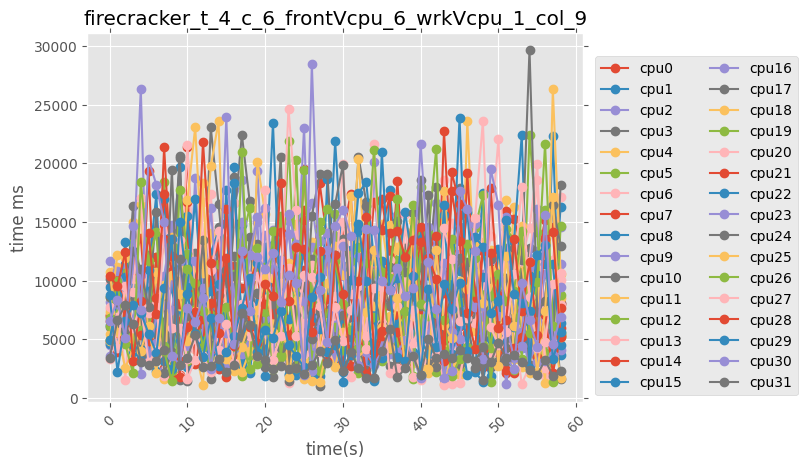 firecracker_t_4_c_6_frontVcpu_6_wrkVcpu_1_col_9
time ms
30000
25000
20000
15000
10000
5000
0
0
10
20
30
40
50
60
time(s)
cpu0
cpu1
cpu2
cpu3
cpu4
cpu5
cpu6
cpu7
cpu8
cpu9
cpu10
cpu11
cpu12
cpu13
cpu14
cpu15
cpu16
cpu17
cpu18
cpu19
cpu20
cpu21
cpu22
cpu23
cpu24
cpu25
cpu26
cpu27
cpu28
cpu29
cpu30
cpu31